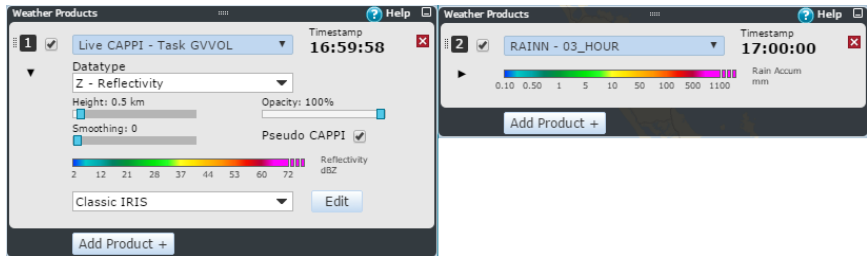 Weather Products
? Help
1
Live CAPPI - Task GVVOL
Timestamp
16:59:58
Datatype
Z - Reflectivity
Height: 0.5 km
Opacity: 100%
Smoothing: 0
Pseudo CAPPI
2 12 21 28 37 44 53 60 72
Reflectivity
dBZ
Classic IRIS
Edit
Add Product +
Weather Products
? Help
2
RAINN - 03_HOUR
Timestamp
17:00:00
0.10 0.50 1 5 10 50 100 500 1100
Rain Accum
mm
Add Product +